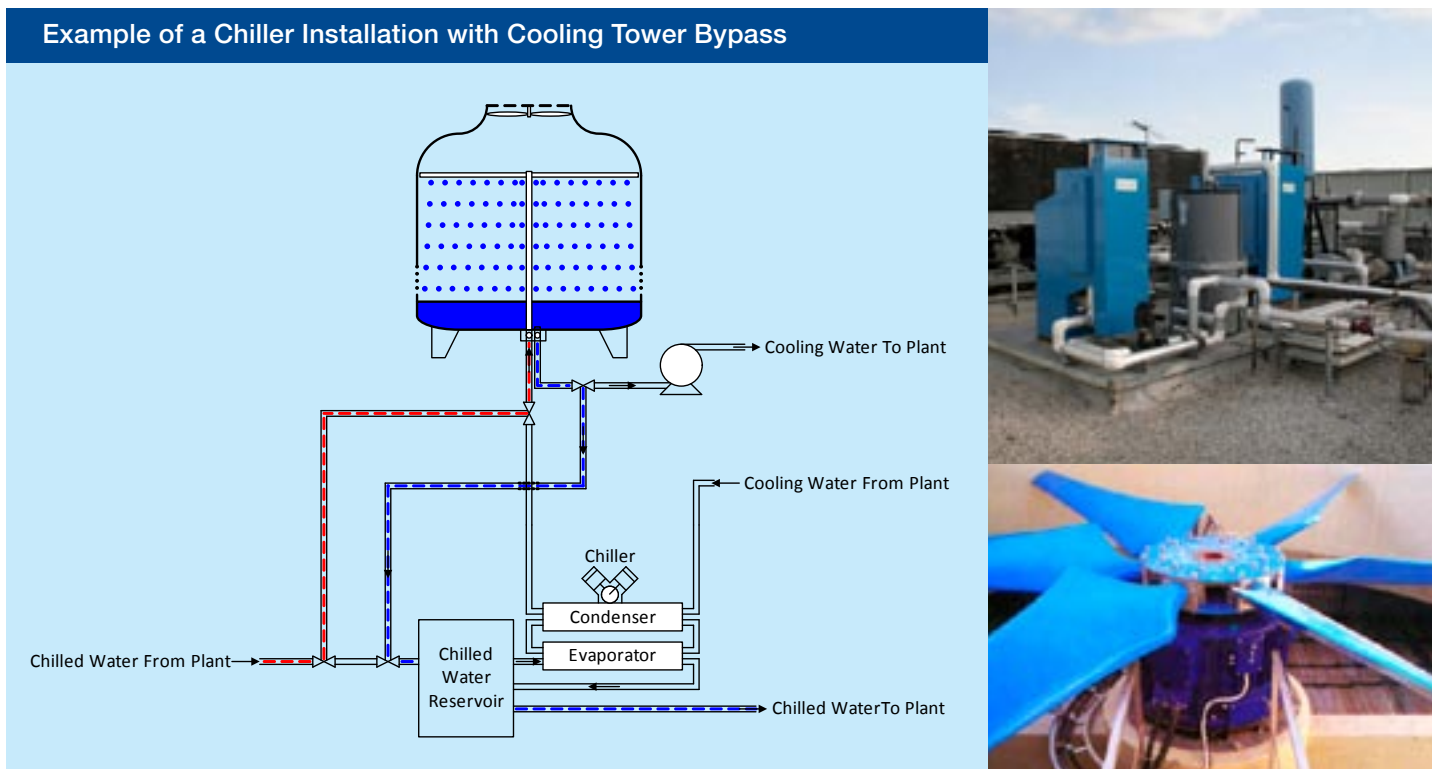 Example of a Chiller Installation with Cooling Tower Bypass
Cooling Water To Plant
Cooling Water From Plant
Chiller
Condenser
Evaporator
Chilled Water From Plant
Chilled
Water
Reservoir
Chilled WaterTo Plant